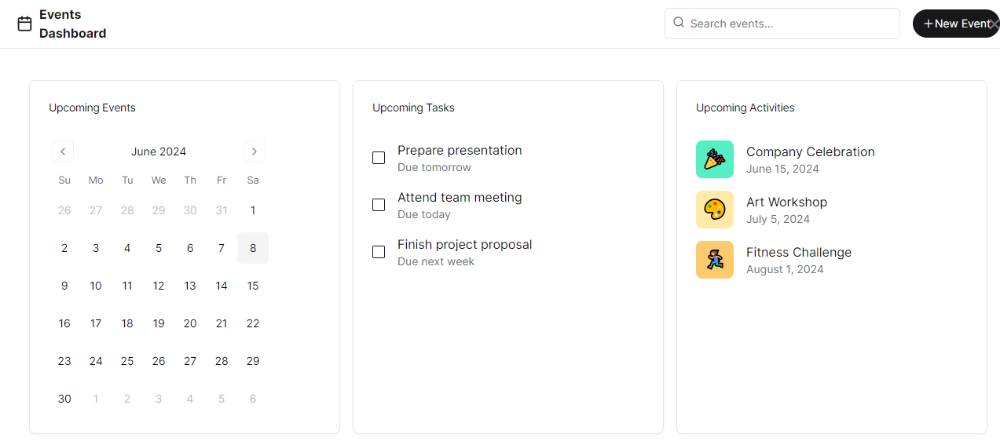 Events
Dashboard
Search events...
New Event
Upcoming Events
June 2024
Su Mo Tu We Th Fr Sa
26 27 28 29 30 31 1
2 3 4 5 6 7 8
9 10 11 12 13 14 15
16 17 18 19 20 21 22
23 24 25 26 27 28 29
30 1 2 3 4 5 6
Upcoming Tasks
Prepare presentation
Due tomorrow
Attend team meeting
Due today
Finish project proposal
Due next week
Upcoming Activities
Company Celebration
June 15, 2024
Art Workshop
July 5, 2024
Fitness Challenge
August 1, 2024